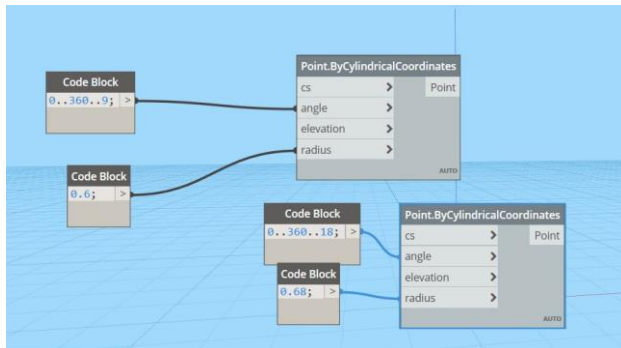 Code Block
0..360..9; >
Point.ByCylindricalCoordinates
cs > Point
angle >
elevation >
radius >
AUTO
Code Block
0.6; >
Code Block
0..360..18; >
Code Block
0.68; >
Point.ByCylindricalCoordinates
cs > Point
angle >
elevation >
radius >
AUTO